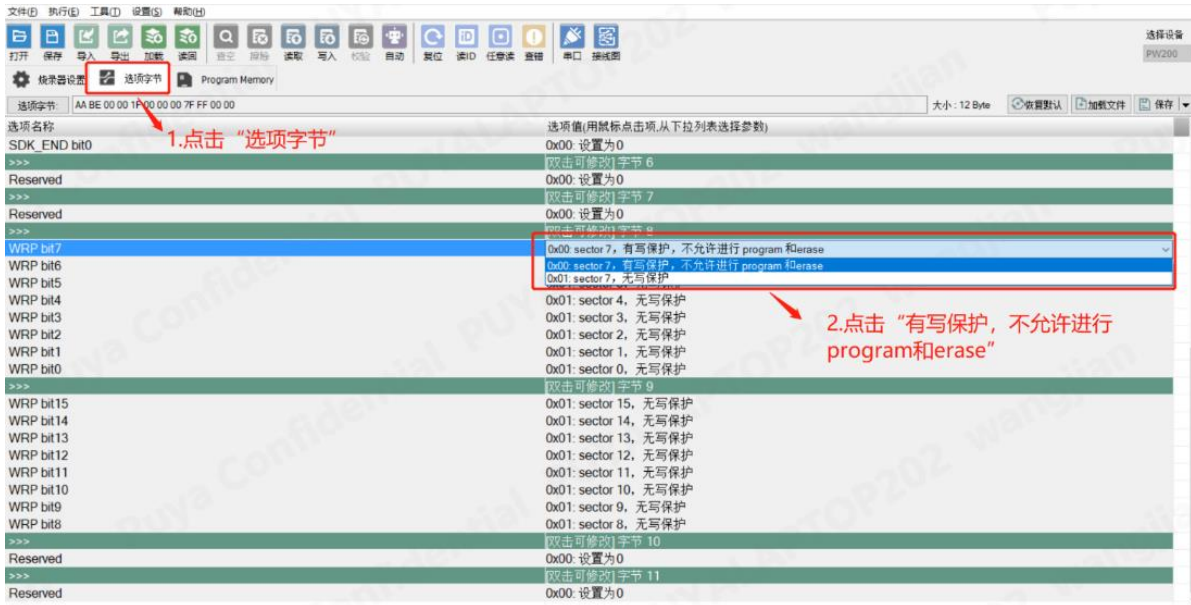 文件(F) 执行(E) 工具(T) 设置(S) 帮助(H)
打开 保存 导入 导出 加载 读回 查空 擦除 读取 写入 校验 自动 复位 读ID 任意读 查错 串口 接线图
选择设备
PW200
烧录器设置 选项字节 Program Memory
选项字节: AA BE 00 00 1F 00 00 00 7F FF 00 00 大小: 12 Byte 恢复默认 加载文件 保存
选项名称 选项值(用鼠标点击项,从下拉列表选择参数)
1.点击“选项字节”
SDK_END bit0 0x00: 设置为0
>>> [双击可修改] 字节 6
Reserved 0x00: 设置为0
>>> [双击可修改] 字节 7
Reserved 0x00: 设置为0
>>> [双击可修改] 字节 8
WRP bit7 0x00: sector 7，有写保护，不允许进行 program 和erase
WRP bit6 0x00: sector 7，有写保护，不允许进行 program 和erase
0x01: sector 7，无写保护
WRP bit5
WRP bit4 0x01: sector 4，无写保护
WRP bit3 0x01: sector 3，无写保护
WRP bit2 0x01: sector 2，无写保护
WRP bit1 0x01: sector 1，无写保护
WRP bit0 0x01: sector 0，无写保护
2.点击“有写保护，不允许进行
program和erase”
>>> [双击可修改] 字节 9
WRP bit15 0x01: sector 15，无写保护
WRP bit14 0x01: sector 14，无写保护
WRP bit13 0x01: sector 13，无写保护
WRP bit12 0x01: sector 12，无写保护
WRP bit11 0x01: sector 11，无写保护
WRP bit10 0x01: sector 10，无写保护
WRP bit9 0x01: sector 9，无写保护
WRP bit8 0x01: sector 8，无写保护
>>> [双击可修改] 字节 10
Reserved 0x00: 设置为0
>>> [双击可修改] 字节 11
Reserved 0x00: 设置为0
Puya Confidential PUYALAPTOP202 wangjian